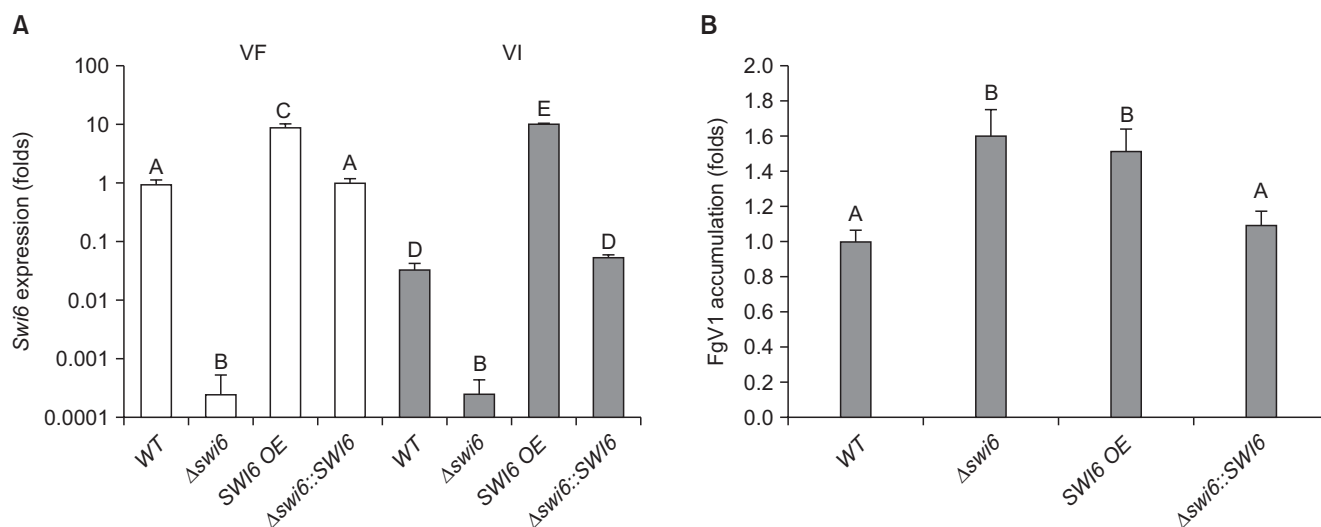 A
VF
VI
Swi6 expression (folds)
100
10
1
0.1
0.01
0.001
0.0001
A
B
C
A
D
B
E
D
WT
Δswi6
SWI6 OE
Δswi6::SWI6
WT
Δswi6
SWI6 OE
Δswi6::SWI6
B
FgV1 accumulation (folds)
2.0
1.8
1.6
1.4
1.2
1.0
0.8
0.6
0.4
0.2
0.0
A
B
B
A
WT
Δswi6
SWI6 OE
Δswi6::SWI6